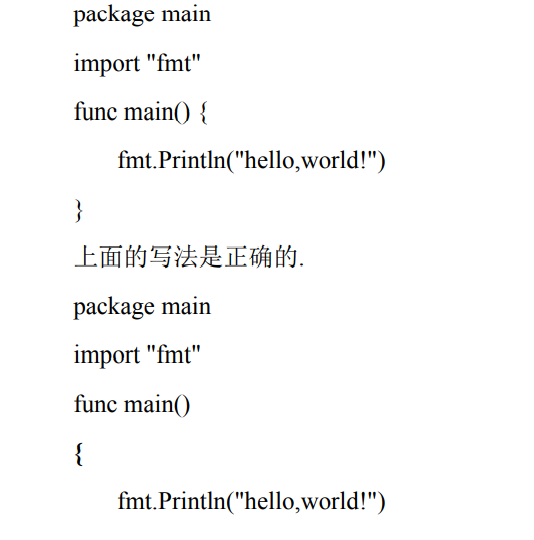 package main
import "fmt"
func main() {
fmt.Println("hello,world!")
}
上面的写法是正确的.
package main
import "fmt"
func main()
{
fmt.Println("hello,world!")